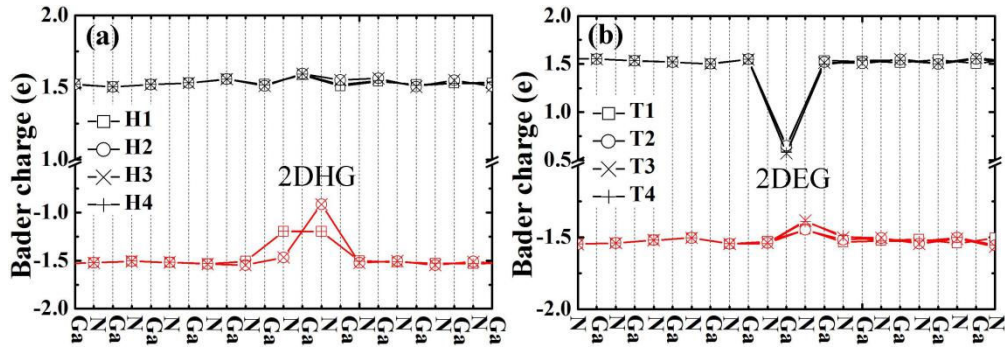 Bader charge (e)
2.0
1.5
1.0
-1.0
-1.5
-2.0
(a)
H1
H2
H3
H4
2DHG
Ga N Ga N Ga N Ga N Ga N Ga N Ga N Ga N Ga N Ga N Ga N Ga
Bader charge (e)
2.0
1.5
1.0
0.5
-1.5
-2.0
(b)
T1
T2
T3
T4
2DEG
N Ga N Ga N Ga N Ga N Ga N Ga N Ga N Ga N Ga N Ga N Ga N